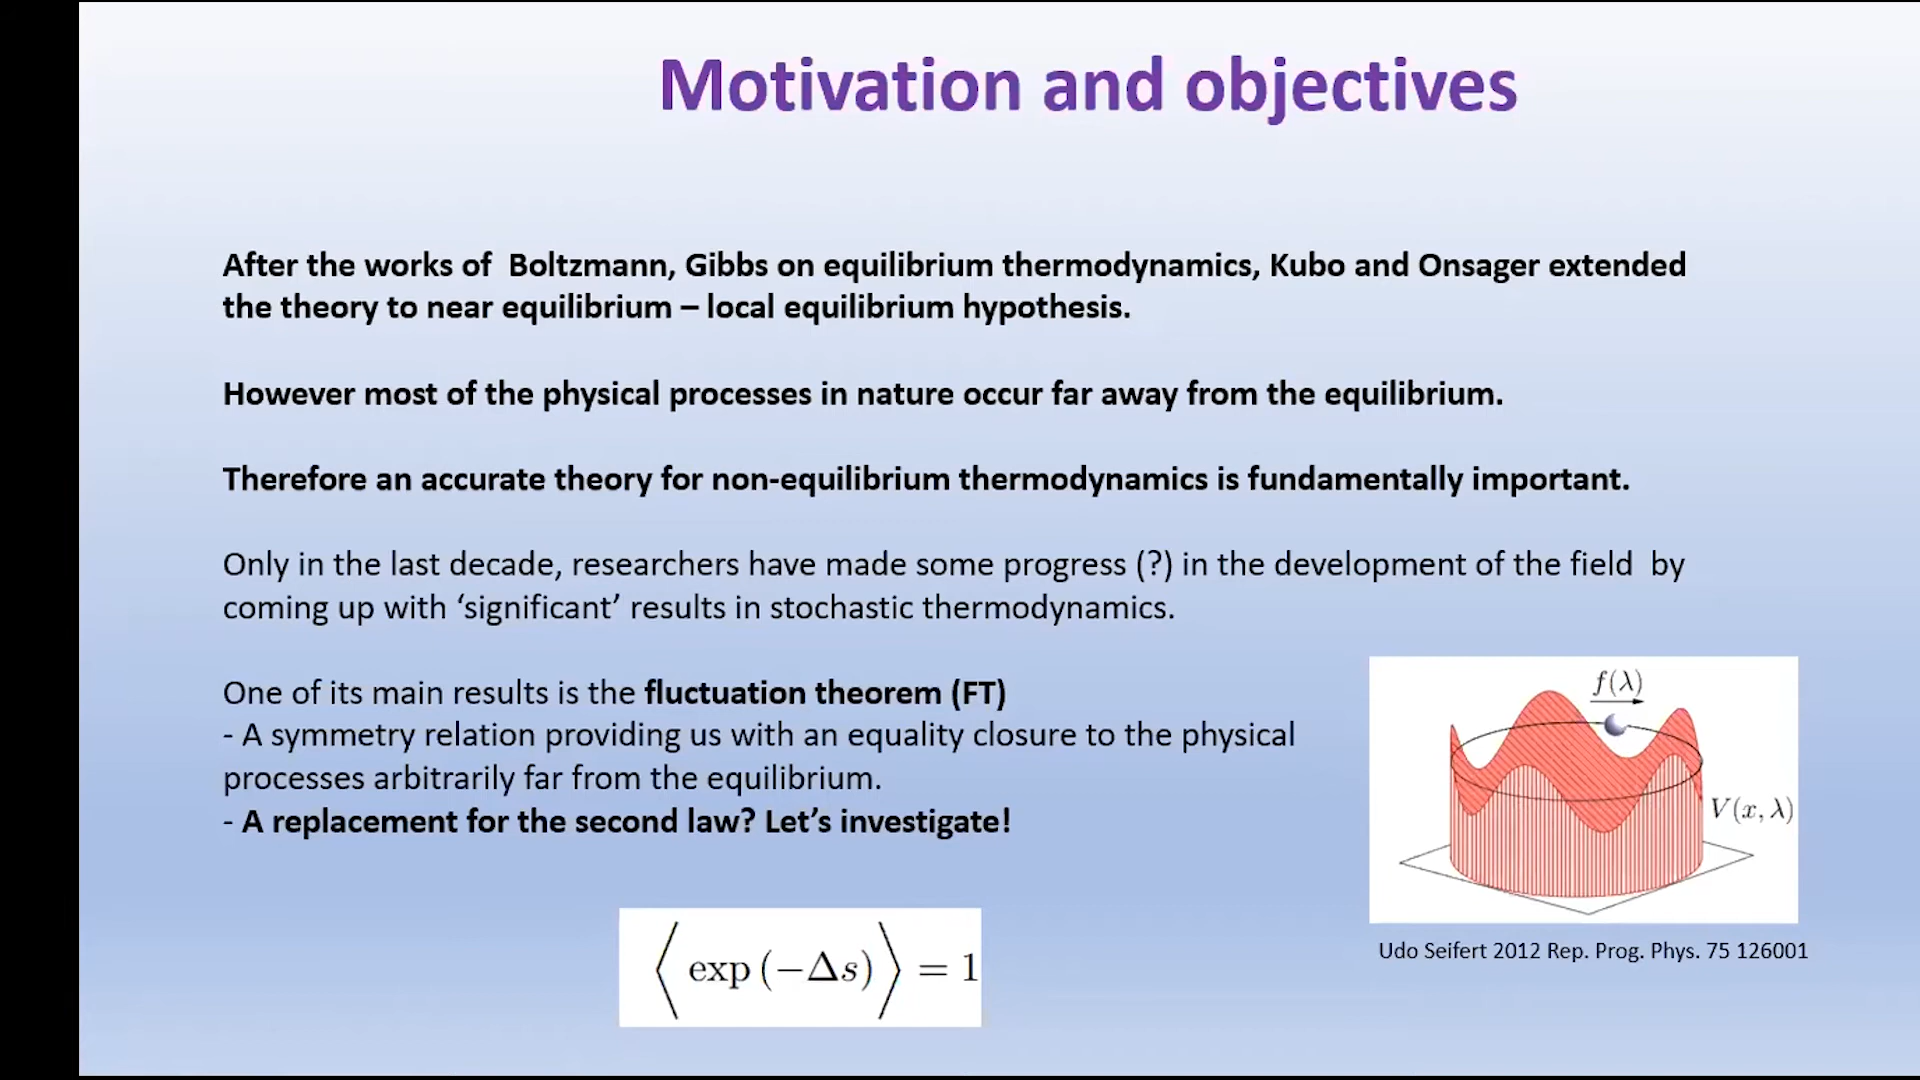 Motivation and objectives
After the works of  Boltzmann, Gibbs on equilibrium thermodynamics, Kubo and Onsager extended
the theory to near equilibrium – local equilibrium hypothesis.
However most of the physical processes in nature occur far away from the equilibrium.
Therefore an accurate theory for non-equilibrium thermodynamics is fundamentally important.
Only in the last decade, researchers have made some progress (?) in the development of the field  by
coming up with ‘significant’ results in stochastic thermodynamics.
One of its main results is the fluctuation theorem (FT)
- A symmetry relation providing us with an equality closure to the physical
processes arbitrarily far from the equilibrium.
- A replacement for the second law? Let’s investigate!
⟨exp(−Δs)⟩ = 1
f(λ)
V(x, λ)
Udo Seifert 2012 Rep. Prog. Phys. 75 126001